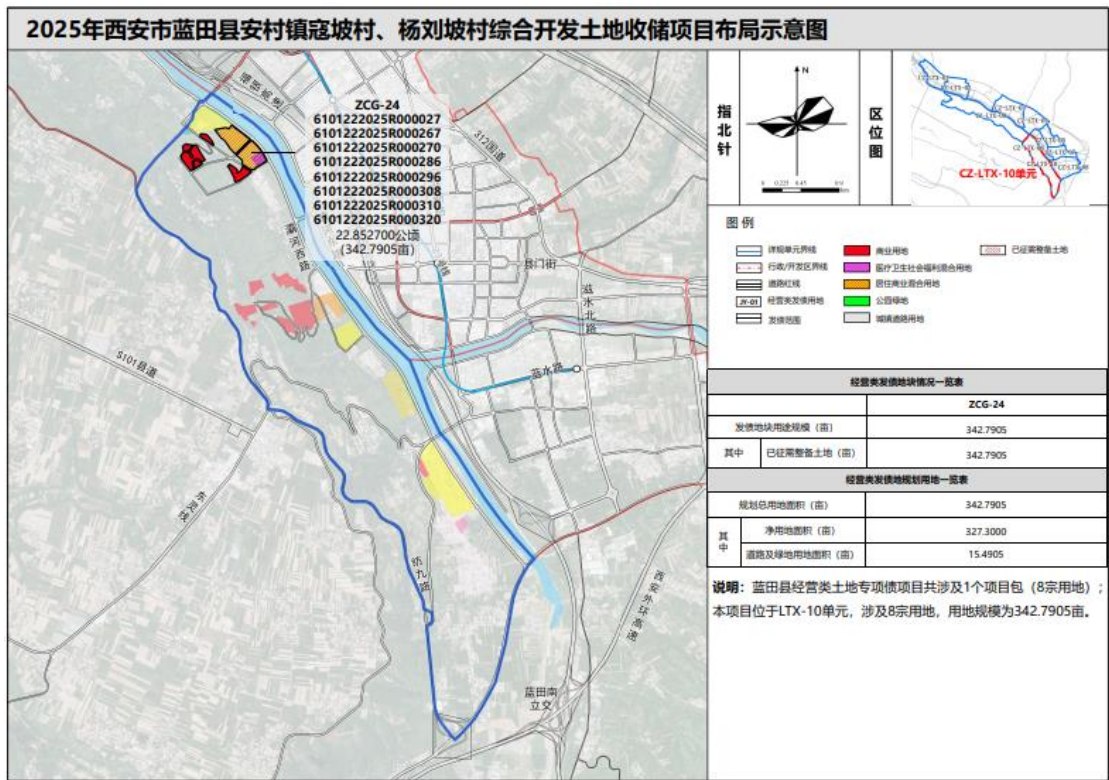 2025年西安市蓝田县安村镇寇坡村、杨刘坡村综合开发土地收储项目布局示意图
ZCG-24
6101222025R000027
6101222025R000267
6101222025R000270
6101222025R000286
6101222025R000296
6101222025R000308
6101222025R000310
6101222025R000320
22.852700公顷
(342.7905亩)
312国道
灞河西路
县门街
滋水北路
蓝水路
S101县道
西安外环高速
蓝田南
立交
指北针
N
区位图
CZ-LTX-10单元
图例
详规单元界线
商业用地
已征需整备土地
行政/开发区界线
医疗卫生社会福利混合用地
道路红线
居住商业混合用地
JY-01
经营类发债用地
公园绿地
发债范围
城镇道路用地
经营类发债地块情况一览表
ZCG-24
发债地块用途规模（亩）
342.7905
其中
已征需整备土地（亩）
342.7905
经营类发债地规划用地一览表
规划总用地面积（亩）
342.7905
其中
净用地面积（亩）
327.3000
道路及绿地用地面积（亩）
15.4905
说明：蓝田县经营类土地专项债项目共涉及1个项目包（8宗用地）；
本项目位于LTX-10单元，涉及8宗用地，用地规模为342.7905亩。